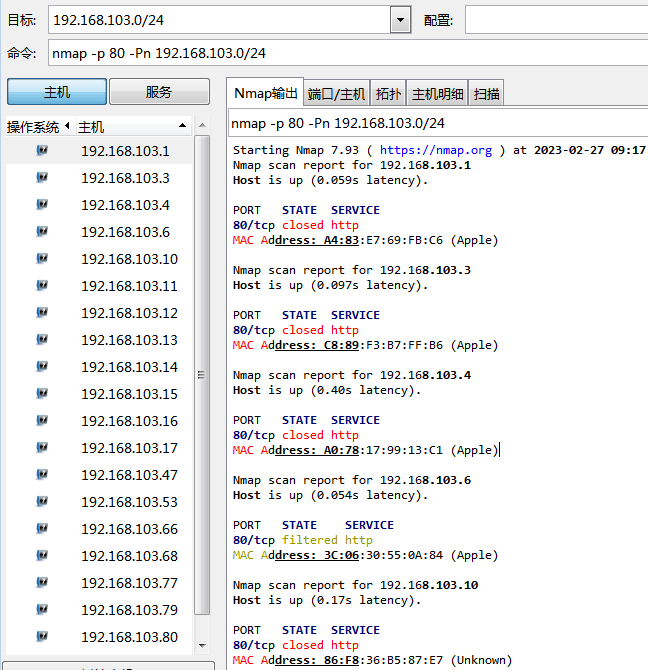 目标: 192.168.103.0/24 配置:
命令: nmap -p 80 -Pn 192.168.103.0/24
主机 服务
操作系统 主机
192.168.103.1
192.168.103.3
192.168.103.4
192.168.103.6
192.168.103.10
192.168.103.11
192.168.103.12
192.168.103.13
192.168.103.14
192.168.103.15
192.168.103.16
192.168.103.17
192.168.103.47
192.168.103.53
192.168.103.66
192.168.103.68
192.168.103.77
192.168.103.79
192.168.103.80
Nmap输出 端口/主机 拓扑 主机明细 扫描
nmap -p 80 -Pn 192.168.103.0/24
Starting Nmap 7.93 ( https://nmap.org ) at 2023-02-27 09:17
Nmap scan report for 192.168.103.1
Host is up (0.059s latency).
PORT STATE SERVICE
80/tcp closed http
MAC Address: A4:83:E7:69:FB:C6 (Apple)
Nmap scan report for 192.168.103.3
Host is up (0.097s latency).
PORT STATE SERVICE
80/tcp closed http
MAC Address: C8:89:F3:B7:FF:B6 (Apple)
Nmap scan report for 192.168.103.4
Host is up (0.40s latency).
PORT STATE SERVICE
80/tcp closed http
MAC Address: A0:78:17:99:13:C1 (Apple)
Nmap scan report for 192.168.103.6
Host is up (0.054s latency).
PORT STATE SERVICE
80/tcp filtered http
MAC Address: 3C:06:30:55:0A:84 (Apple)
Nmap scan report for 192.168.103.10
Host is up (0.17s latency).
PORT STATE SERVICE
80/tcp closed http
MAC Address: 86:F8:36:B5:87:E7 (Unknown)